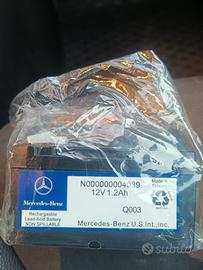 N000000004039
12V 1.2Ah
Made in
Taiwan
Mercedes-Benz
Rechargeable
Lead Acid Battery
NON SPILLABLE
Q003
Mercedes-Benz U.S.Int.,inc.
subito